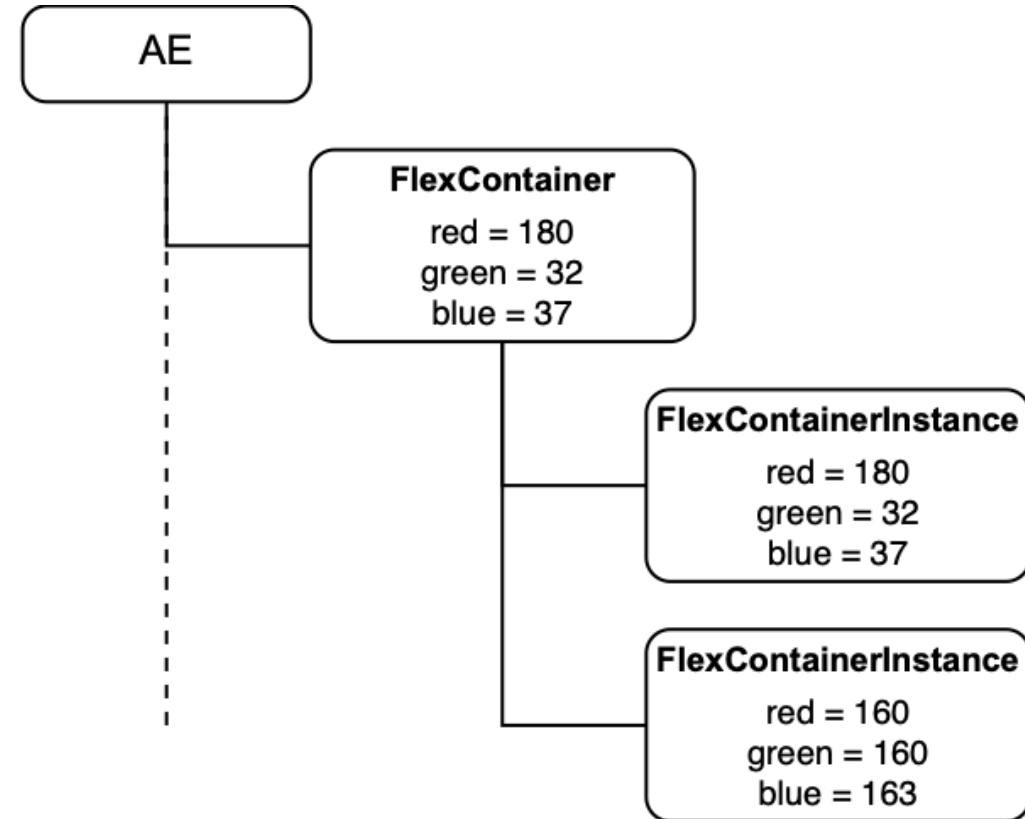 AE
FlexContainer
red = 180
green = 32
blue = 37
FlexContainerInstance
red = 180
green = 32
blue = 37
FlexContainerInstance
red = 160
green = 160
blue = 163